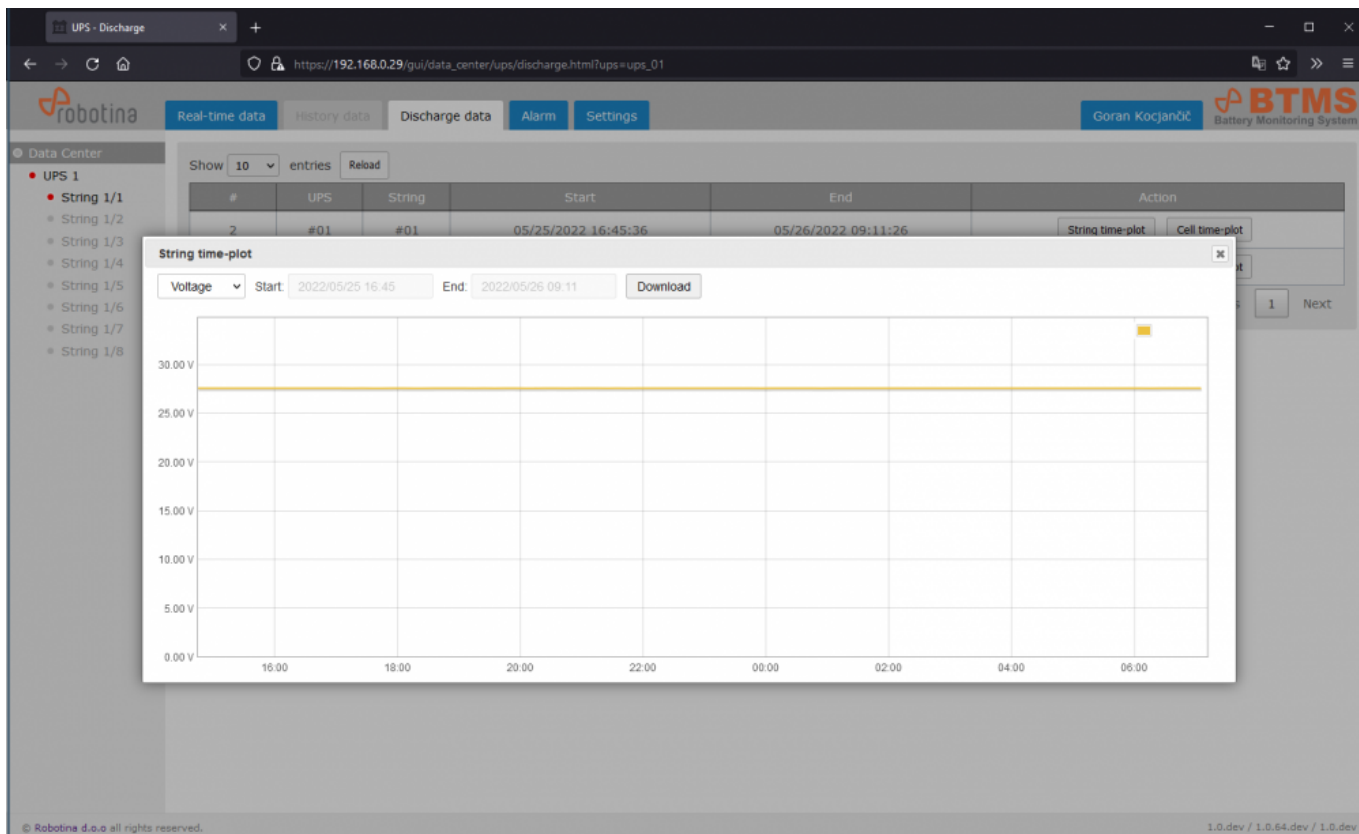 UPS - Discharge
https://192.168.0.29/gui/data_center/ups/discharge.html?ups=ups_01
robotina
Real-time data History data Discharge data Alarm Settings
Goran Kocjančič
BTMS
Battery Monitoring System
Data Center
UPS 1
String 1/1
String 1/2
String 1/3
String 1/4
String 1/5
String 1/6
String 1/7
String 1/8
Show 10 entries Reload
# UPS String Start End Action
2 #01 #01 05/25/2022 16:45:36 05/26/2022 09:11:26 String time-plot Cell time-plot
1 Next
String time-plot
Voltage Start: 2022/05/25 16:45 End: 2022/05/26 09:11 Download
30.00 V
25.00 V
20.00 V
15.00 V
10.00 V
5.00 V
0.00 V
16:00 18:00 20:00 22:00 00:00 02:00 04:00 06:00
© Robotina d.o.o all rights reserved.
1.0.dev / 1.0.64.dev / 1.0.dev